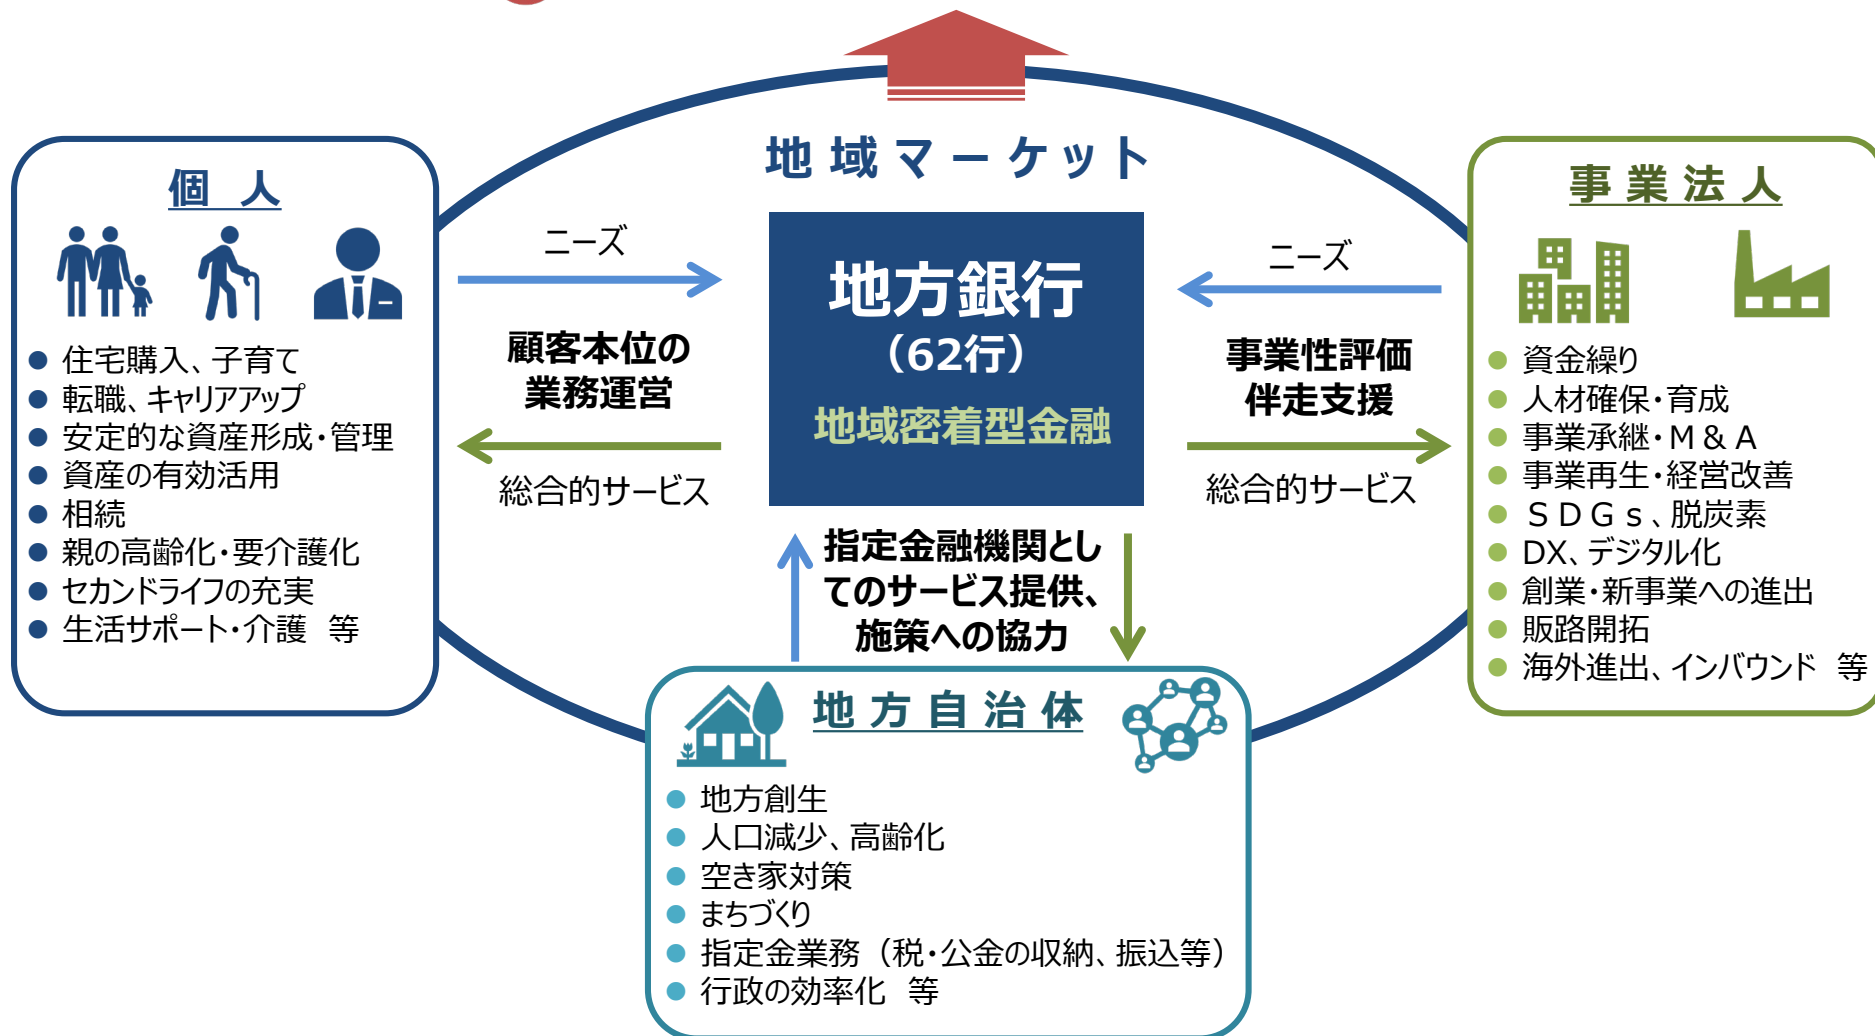 地域マーケット
個 人
住宅購入、子育て
転職、キャリアアップ
安定的な資産形成・管理
資産の有効活用
相続
親の高齢化・要介護化
セカンドライフの充実
生活サポート・介護 等
ニーズ
顧客本位の
業務運営
総合的サービス
地方銀行
（62行）
地域密着型金融
ニーズ
事業性評価
伴走支援
総合的サービス
事業法人
資金繰り
人材確保・育成
事業承継・Ｍ＆Ａ
事業再生・経営改善
ＳＤＧｓ、脱炭素
DX、デジタル化
創業・新事業への進出
販路開拓
海外進出、インバウンド 等
指定金融機関とし
てのサービス提供、
施策への協力
地方自治体
地方創生
人口減少、高齢化
空き家対策
まちづくり
指定金業務（税・公金の収納、振込等）
行政の効率化 等